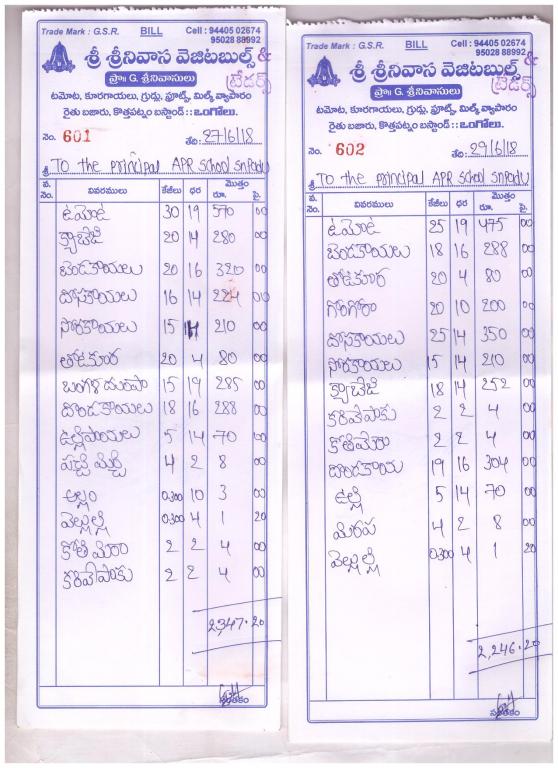 Trade Mark : G.S.R. BILL Cell : 94405 02674
95028 88992
శ్రీ శ్రీనివాస వెజిటబుల్స్ &
ప్రొ॥ G. శ్రీనివాసులు ట్రేడర్స్
టమోట, కూరగాయలు, గ్రుడ్లు, ఫ్రూట్స్, మిల్క్ వ్యాపారం
రైతు బజారు, కొత్తపట్నం బస్టాండ్ :: ఒంగోలు.
నెం. 601 తేది: 27/6/18
శ్రీ To the principal APR School
వ. నెం. వివరములు కేజీలు ధర మొత్తం రూ. పై.
టమోట 30 19 570 00
క్యాబేజి 20 14 280 00
బెండకాయలు 20 16 320 00
దోసకాయలు 16 14 224 00
సోరకాయలు 15 14 210 00
తోటకూర 20 4 80 00
బంగళదుంపా 15 19 285 00
దొండకాయలు 18 16 288 00
ఉల్లిపాయలు 5 14 70 00
పచ్చి మిర్చి 4 2 8 00
అల్లం 0.300 10 3 00
వెల్లుల్లి 0.300 4 1 20
కోతిమెరా 2 2 4 00
కరివేపాకు 2 2 4 00
2,347.20
సంతకం
Trade Mark : G.S.R. BILL Cell : 94405 02674
95028 88992
శ్రీ శ్రీనివాస వెజిటబుల్స్ &
ప్రొ॥ G. శ్రీనివాసులు ట్రేడర్స్
టమోట, కూరగాయలు, గ్రుడ్లు, ఫ్రూట్స్, మిల్క్ వ్యాపారం
రైతు బజారు, కొత్తపట్నం బస్టాండ్ :: ఒంగోలు.
నెం. 602 తేది: 29/6/18
శ్రీ To the principal APR School
వ. నెం. వివరములు కేజీలు ధర మొత్తం రూ. పై.
టమోట 25 19 475 00
బెండకాయలు 18 16 288 00
తోటకూర 20 4 80 00
గోంగోరా 20 10 200 00
దోసకాయలు 25 14 350 00
సోరకాయలు 15 14 210 00
క్యాబేజి 18 14 252 00
కరివేపాకు 2 2 4 00
కోతిమెరా 2 2 4 00
దొండకాయ 19 16 304 00
ఉల్లి 5 14 70 00
మిరప 4 2 8 00
వెల్లుల్లి 0.300 4 1 20
2,246.20
సంతకం